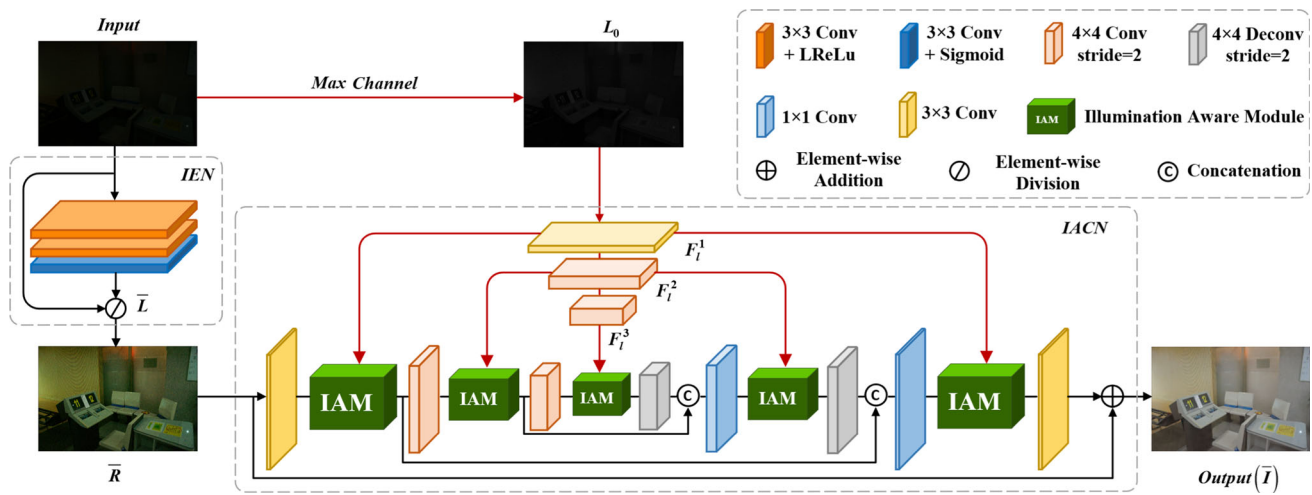 Input
L₀
Max Channel
3×3 Conv
+ LReLu
3×3 Conv
+ Sigmoid
4×4 Conv
stride=2
4×4 Deconv
stride=2
1×1 Conv
3×3 Conv
IAM
Illumination Aware Module
Element-wise
Addition
Element-wise
Division
C
Concatenation
IEN
L̅
R̅
IACN
F_l^1
F_l^2
F_l^3
IAM
IAM
IAM
C
IAM
C
IAM
Output(I̅)